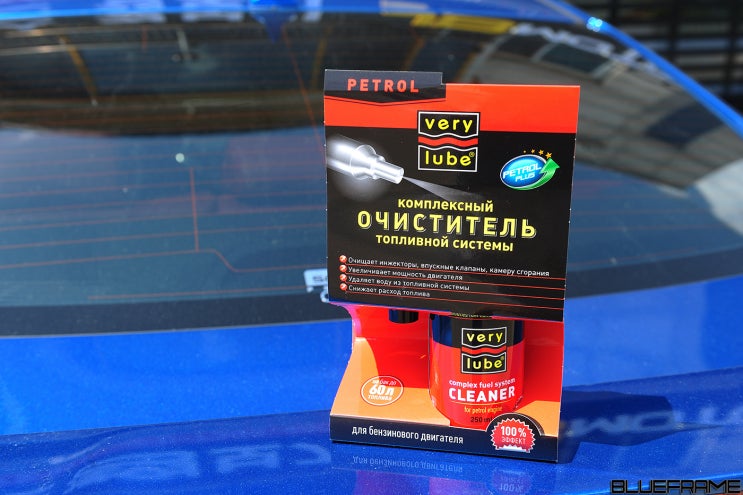 PETROL
very
lube®
PETROL
PLUS
КОМПЛЕКСНЫЙ
ОЧИСТИТЕЛЬ
ТОПЛИВНОЙ СИСТЕМЫ
Очищает инжекторы, впускные клапаны, камеру сгорания
Увеличивает мощность двигателя
Удаляет воду из топливной системы
Снижает расход топлива
very
lube®
complex fuel system
CLEANER
for petrol engine
250 m
60 л
топлива
100%
ЭФФЕКТ
для бензинового двигателя
BLUEFRAME